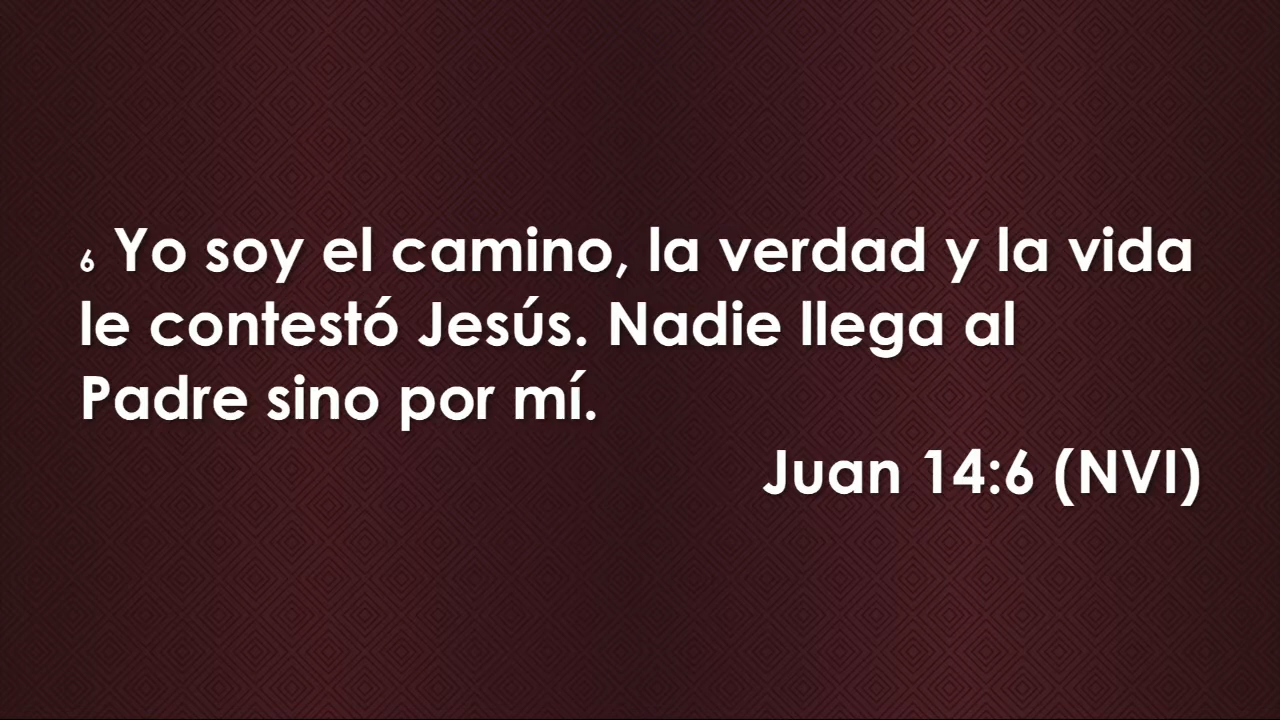 6 Yo soy el camino, la verdad y la vida
le contestó Jesús. Nadie llega al
Padre sino por mí.
Juan 14:6 (NVI)